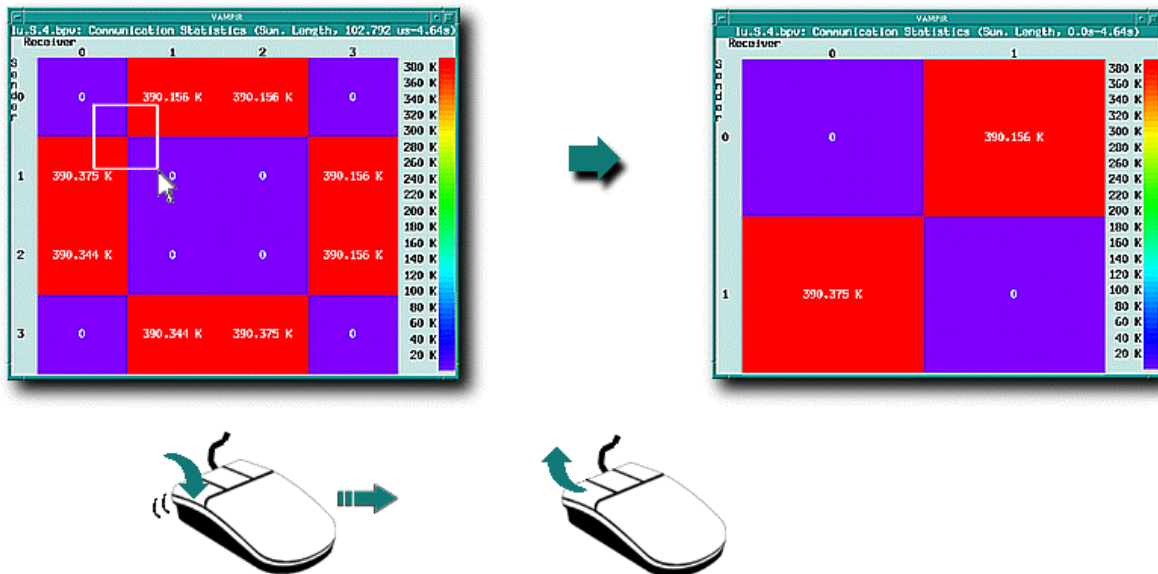 VAMPIR
lu.S.4.bpv: Communication Statistics (Sum. Length, 102.792 us-4.64s)
Receiver
0 1 2 3
Sender
0 0 390.156 K 390.156 K 0
1 390.375 K 0 0 390.156 K
2 390.344 K 0 0 390.156 K
3 0 390.344 K 390.375 K 0
380 K
360 K
340 K
320 K
300 K
280 K
260 K
240 K
220 K
200 K
180 K
160 K
140 K
120 K
100 K
80 K
60 K
40 K
20 K
VAMPIR
lu.S.4.bpv: Communication Statistics (Sum. Length, 0.0s-4.64s)
Receiver
0 1
Sender
0 0 390.156 K
1 390.375 K 0
380 K
360 K
340 K
320 K
300 K
280 K
260 K
240 K
220 K
200 K
180 K
160 K
140 K
120 K
100 K
80 K
60 K
40 K
20 K